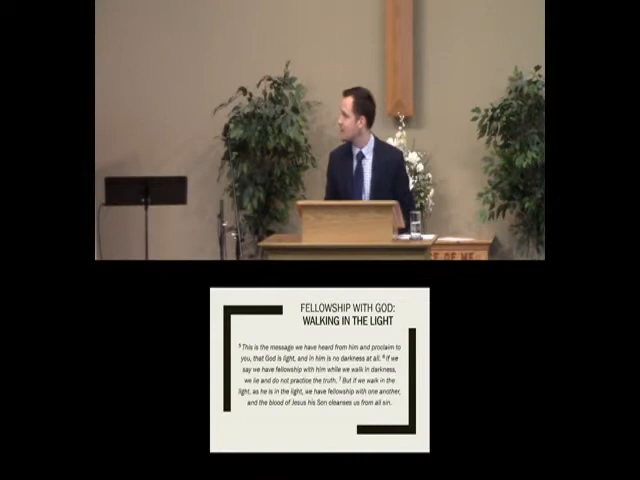 CE OF ME
FELLOWSHIP WITH GOD:
WALKING IN THE LIGHT
5 This is the message we have heard from him and proclaim to
you, that God is light, and in him is no darkness at all. 6 If we
say we have fellowship with him while we walk in darkness,
we lie and do not practice the truth. 7 But if we walk in the
light, as he is in the light, we have fellowship with one another,
and the blood of Jesus his Son cleanses us from all sin.